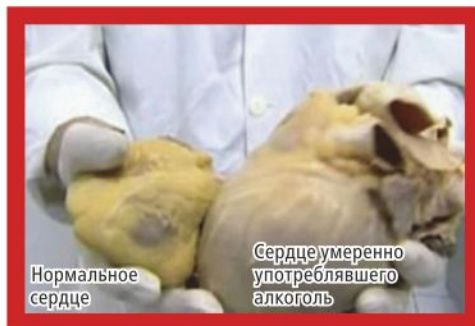 Нормальное
сердце
Сердце умеренно
употреблявшего
алкоголь